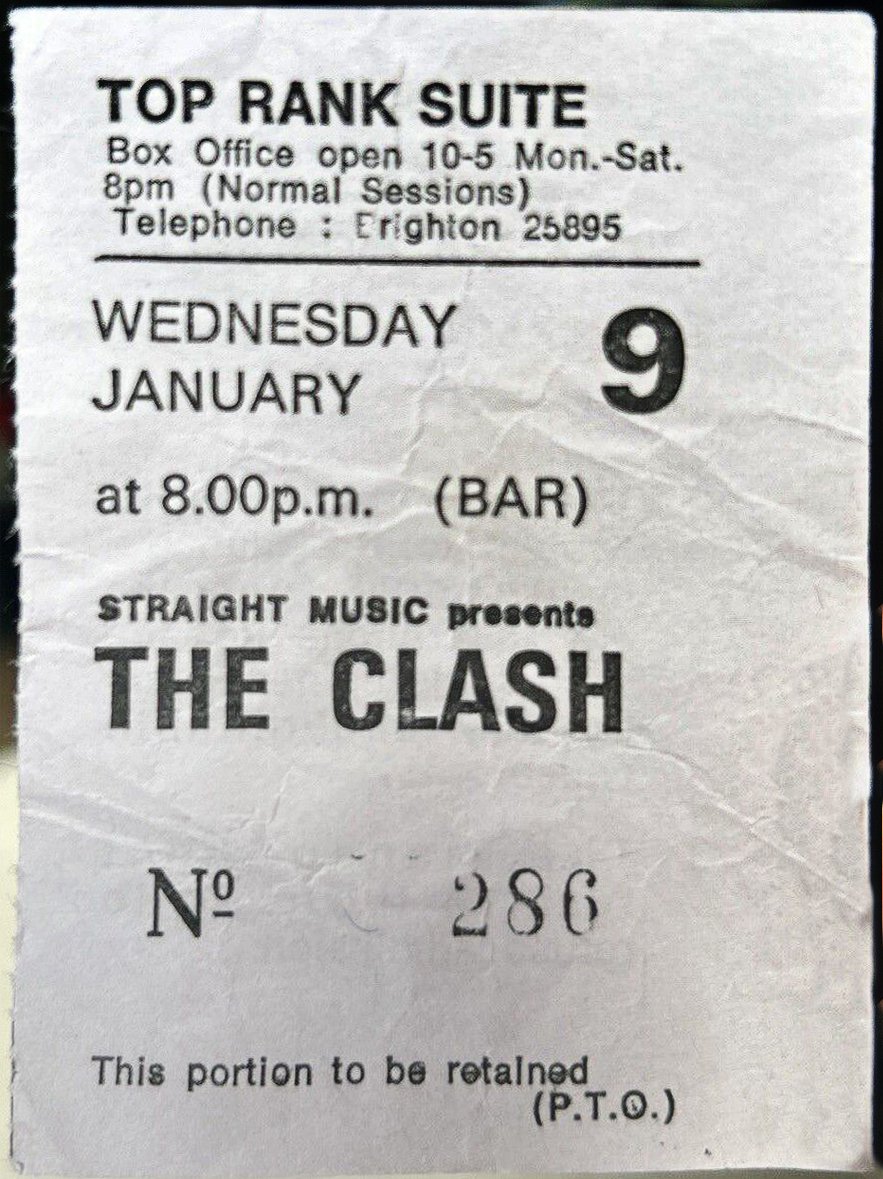 TOP RANK SUITE
Box Office open 10-5 Mon.-Sat.
8pm (Normal Sessions)
Telephone : Brighton 25895
WEDNESDAY
JANUARY 9
at 8.00p.m. (BAR)
STRAIGHT MUSIC presents
THE CLASH
Nº 286
This portion to be retained
(P.T.O.)